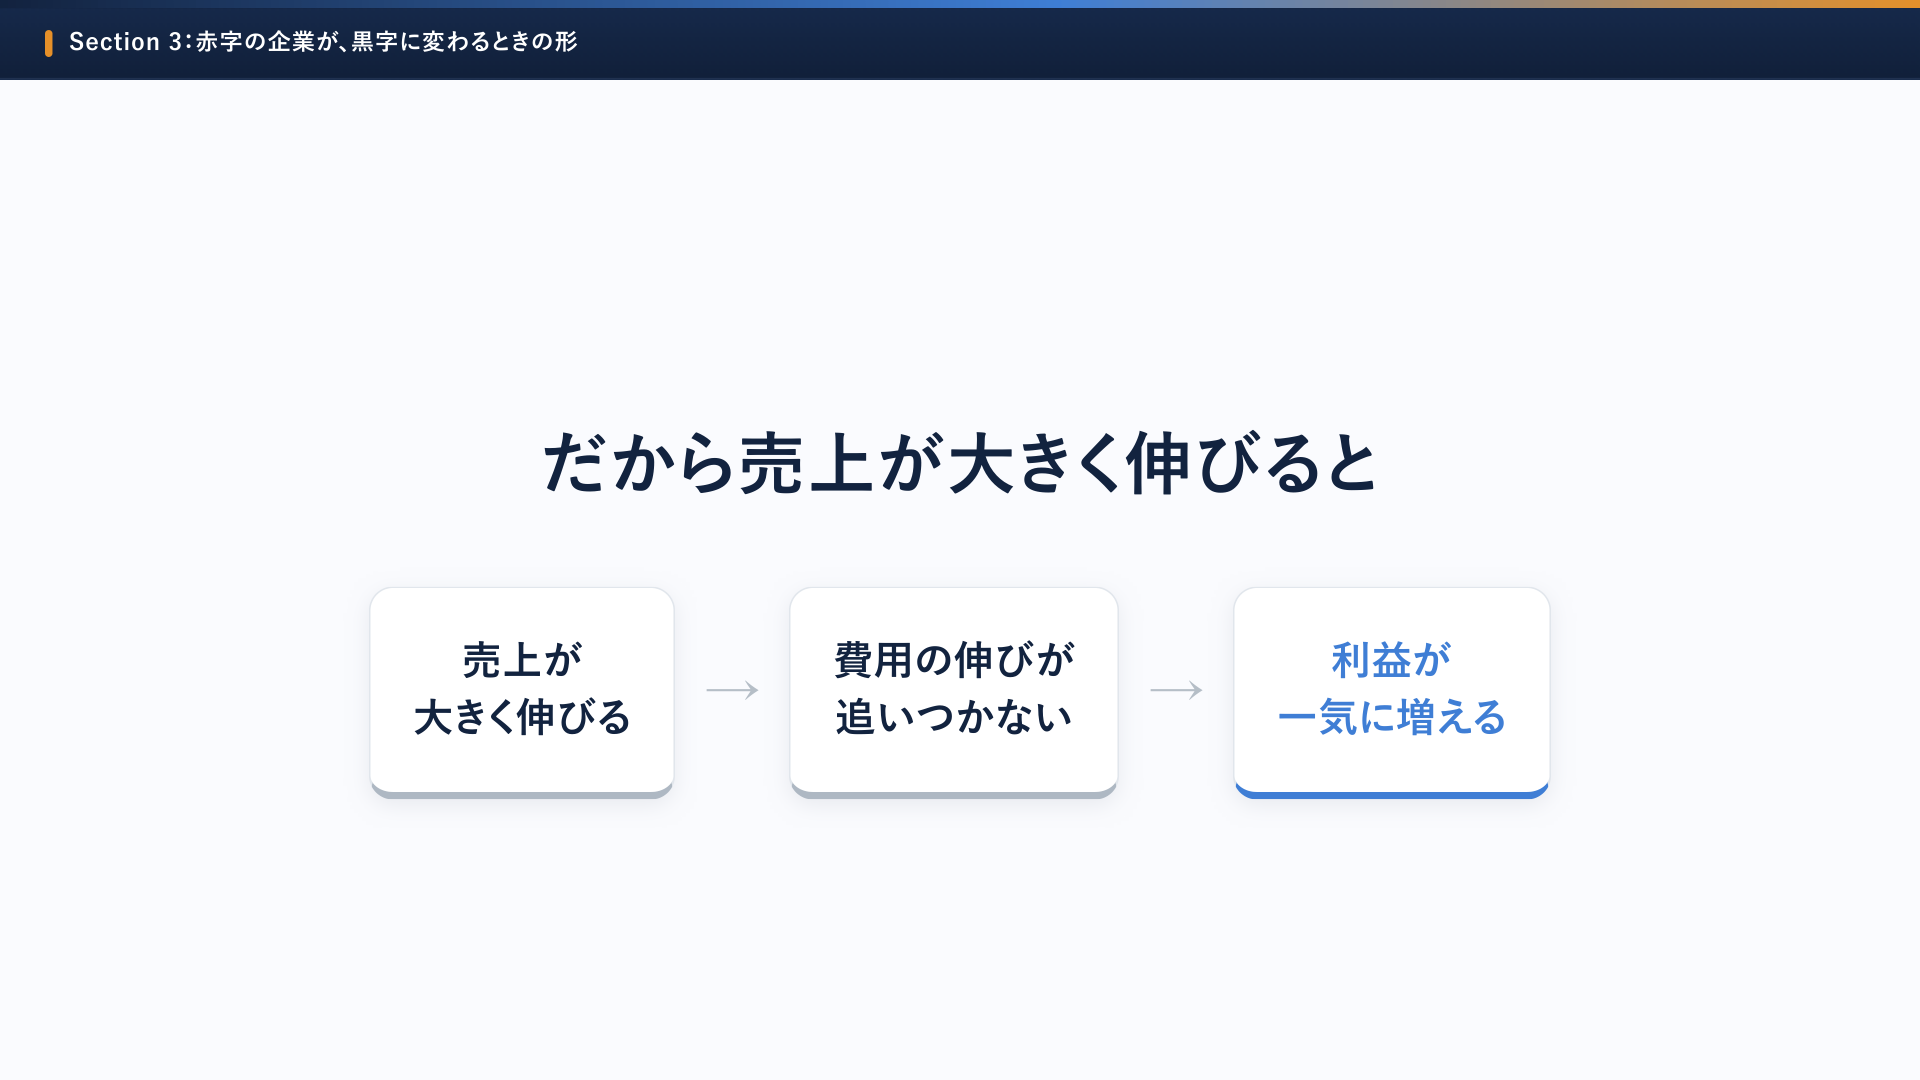 Section 3：赤字の企業が、黒字に変わるときの形
だから売上が大きく伸びると
売上が
大きく伸びる
費用の伸びが
追いつかない
利益が
一気に増える